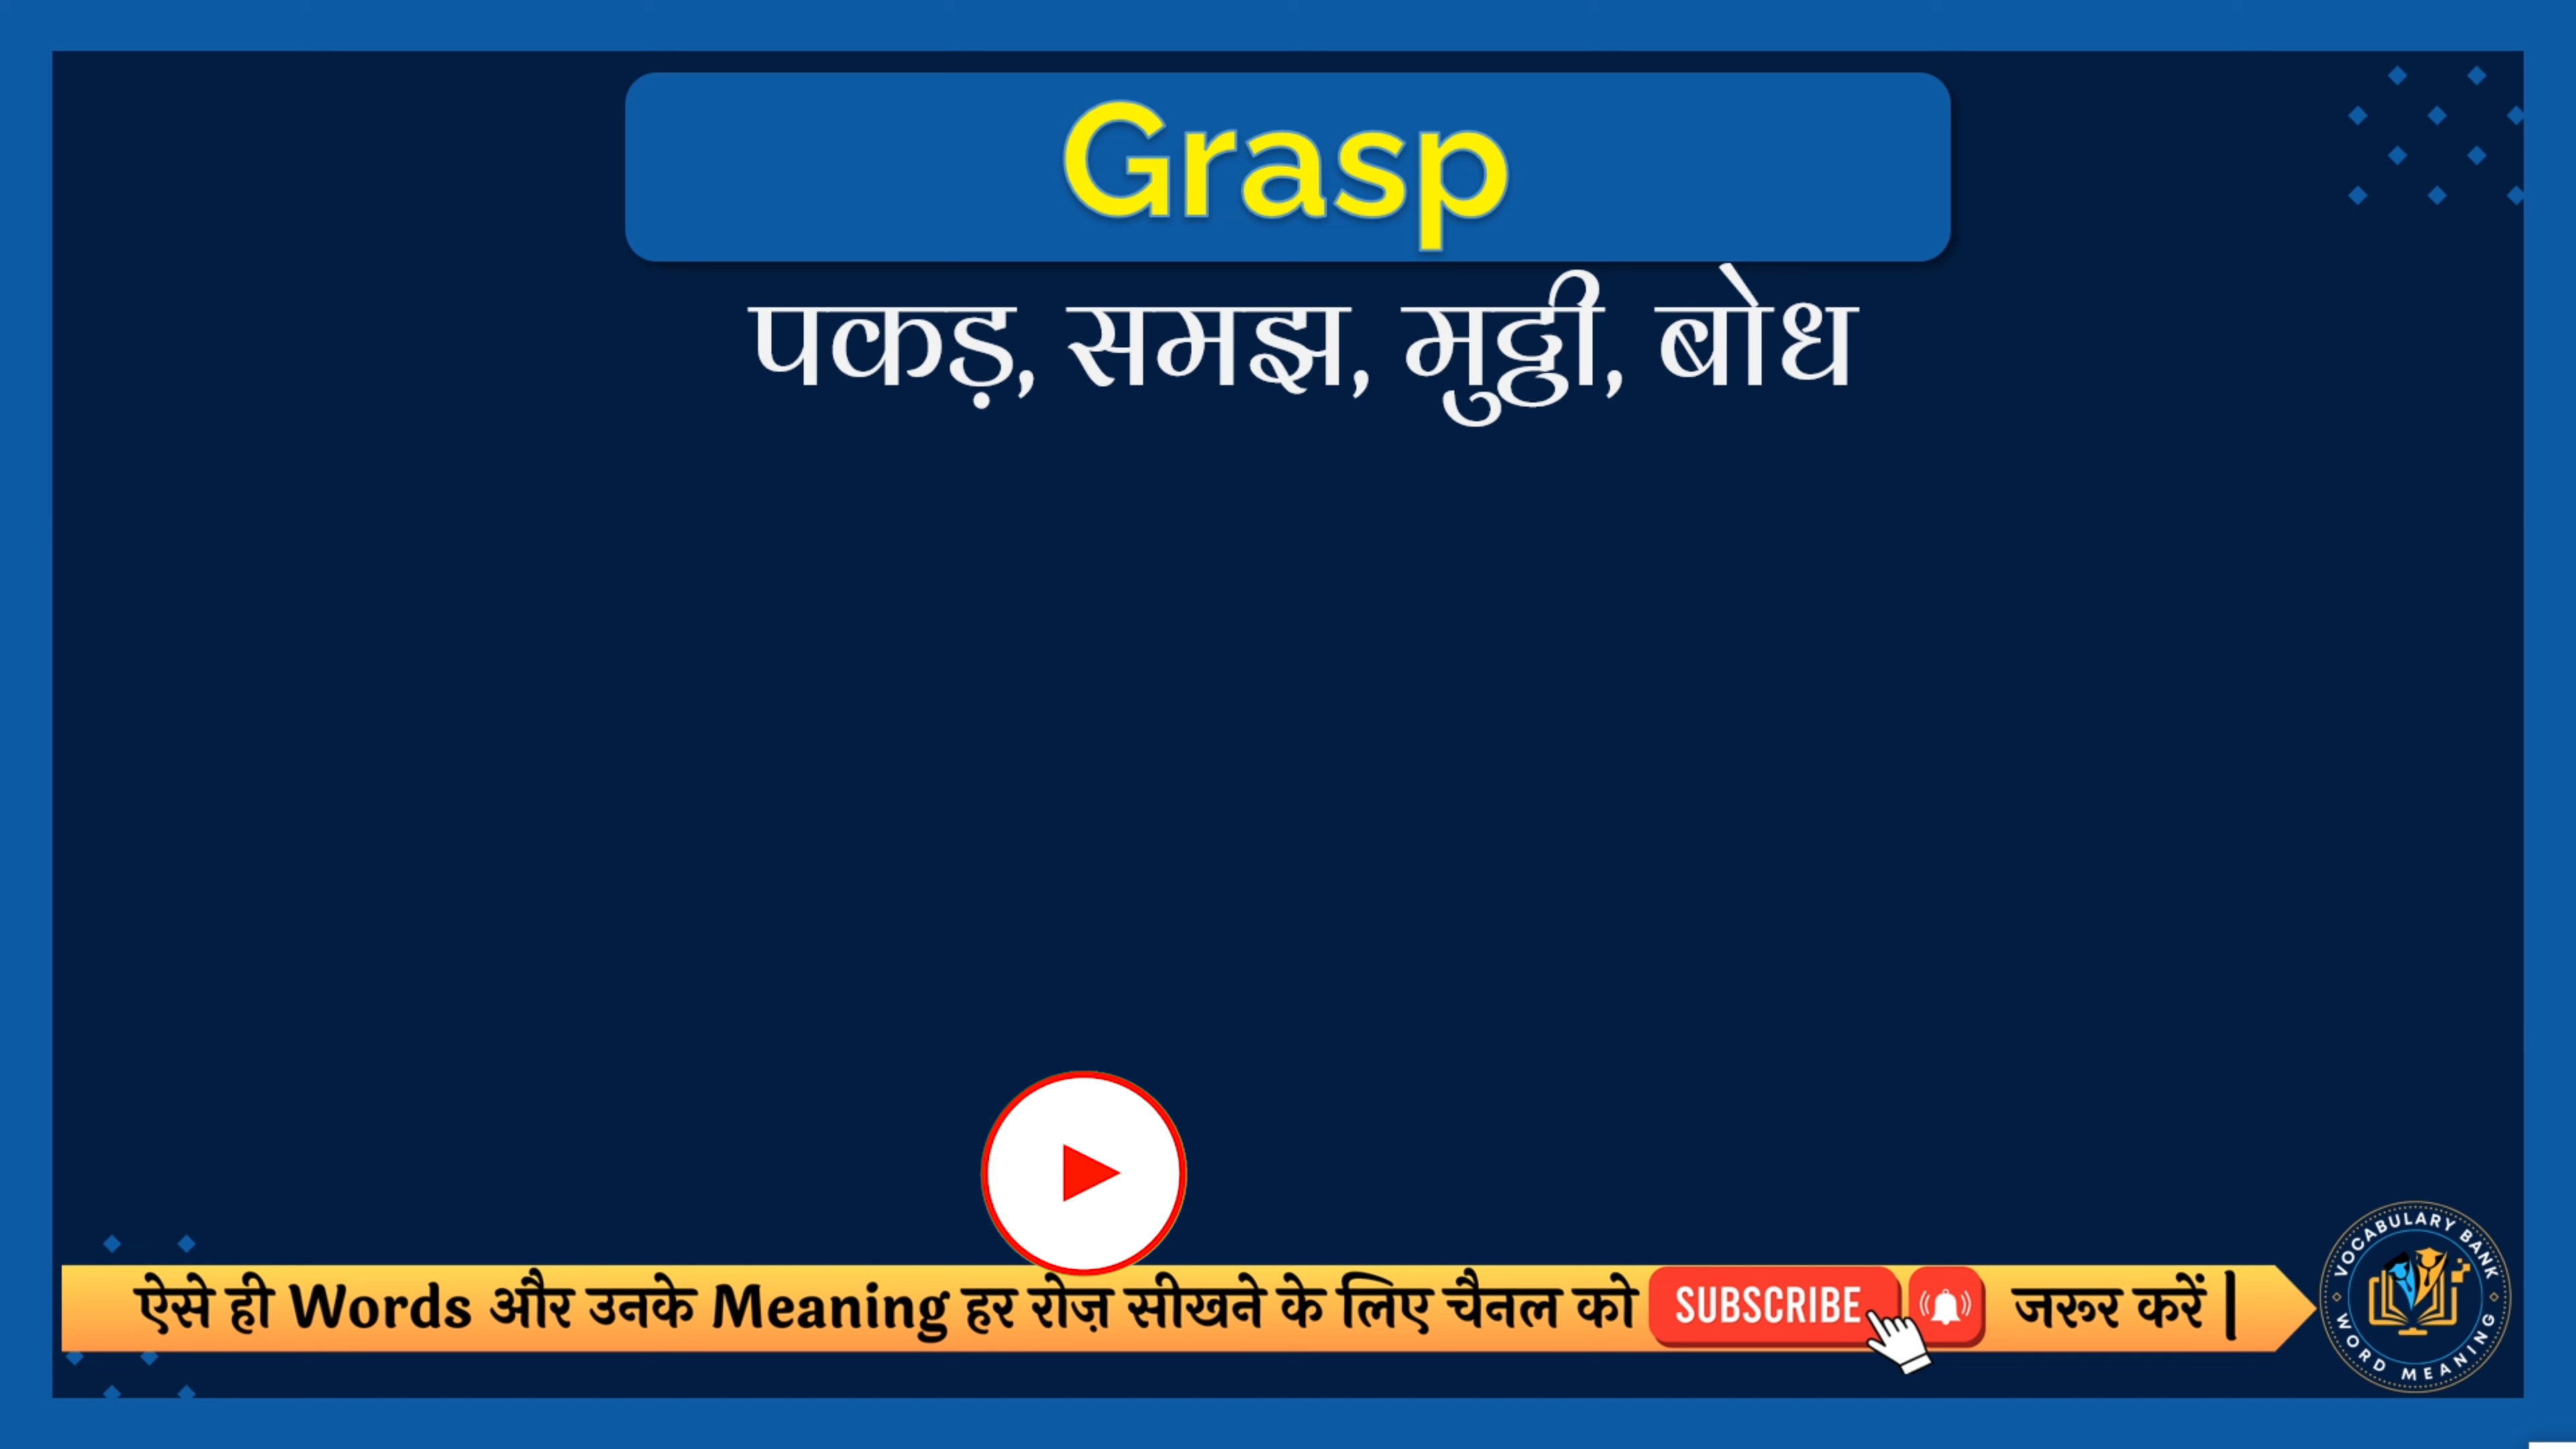 Grasp
पकड़, समझ, मुट्ठी, बोध
ऐसे ही Words और उनके Meaning हर रोज़ सीखने के लिए चैनल को SUBSCRIBE जरूर करें |
VOCABULARY BANK
WORD MEANING